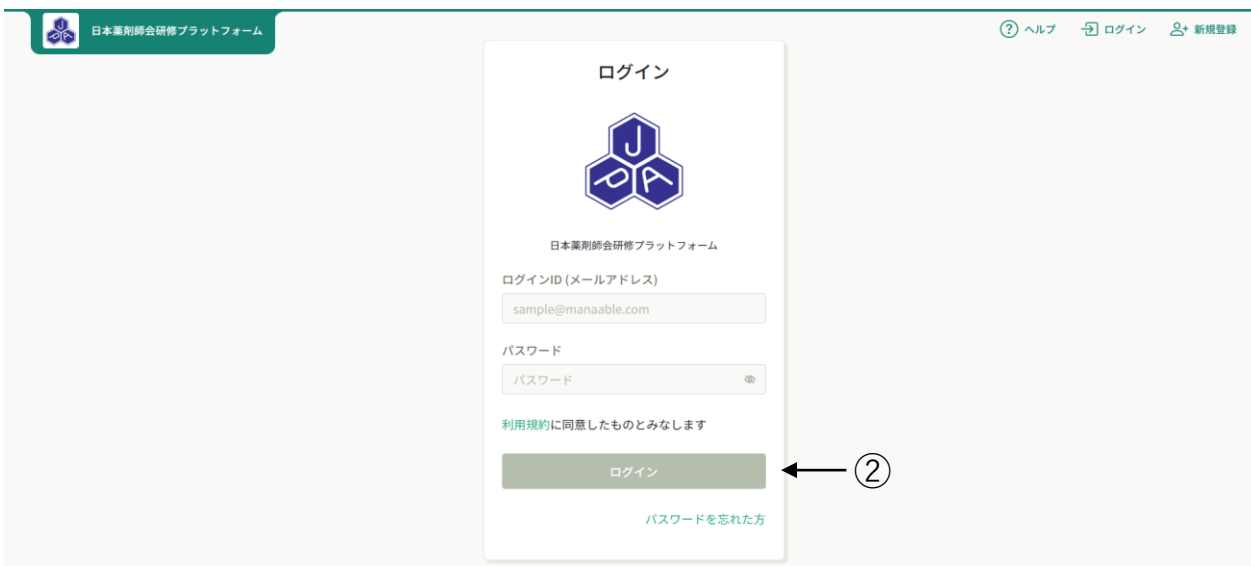 日本薬剤師会研修プラットフォーム
ヘルプ ログイン 新規登録
ログイン
J
P A
日本薬剤師会研修プラットフォーム
ログインID (メールアドレス)
sample@manaable.com
パスワード
パスワード
利用規約に同意したものとみなします
ログイン
②
パスワードを忘れた方